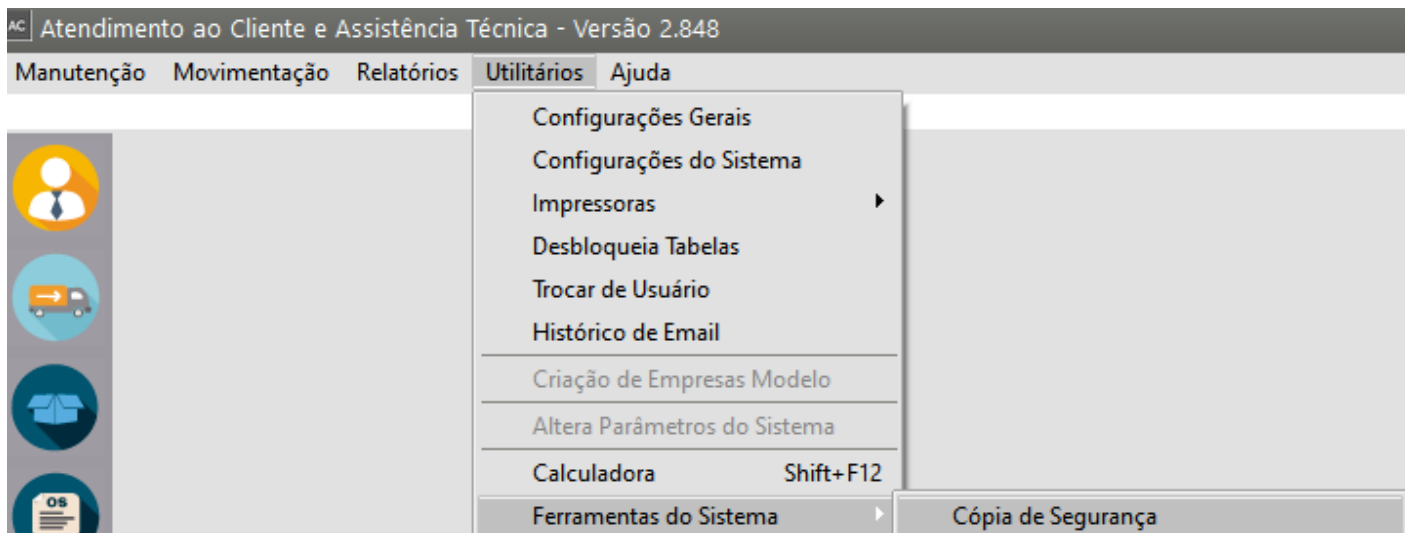 AC Atendimento ao Cliente e Assistência Técnica - Versão 2.848
Manutenção Movimentação Relatórios Utilitários Ajuda
Configurações Gerais
Configurações do Sistema
Impressoras
Desbloqueia Tabelas
Trocar de Usuário
Histórico de Email
Criação de Empresas Modelo
Altera Parâmetros do Sistema
Calculadora Shift+F12
OS
Ferramentas do Sistema Cópia de Segurança